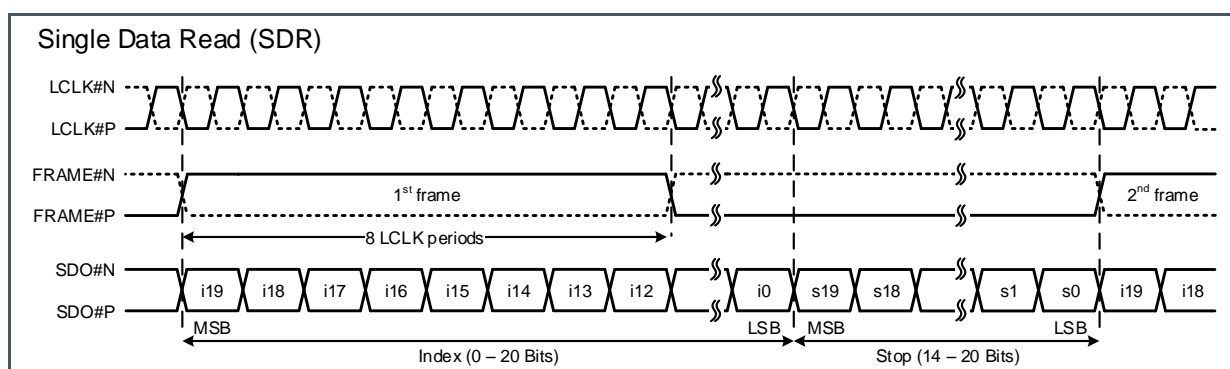 Single Data Read (SDR)
LCLK#N
LCLK#P
FRAME#N
1st frame
2nd frame
FRAME#P
8 LCLK periods
SDO#N
i19 i18 i17 i16 i15 i14 i13 i12 i0 s19 s18 s1 s0 i19 i18
SDO#P
MSB LSB MSB LSB
Index (0 – 20 Bits) Stop (14 – 20 Bits)